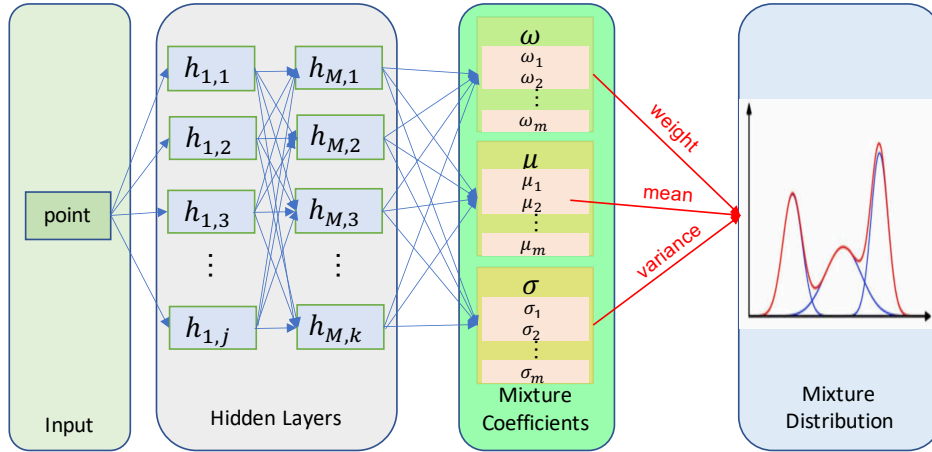 point
Input
h1,1
h1,2
h1,3
⋮
h1,j
hM,1
hM,2
hM,3
⋮
hM,k
Hidden Layers
ω
ω1
ω2
⋮
ωm
μ
μ1
μ2
⋮
μm
σ
σ1
σ2
⋮
σm
Mixture
Coefficients
weight
mean
variance
Mixture
Distribution